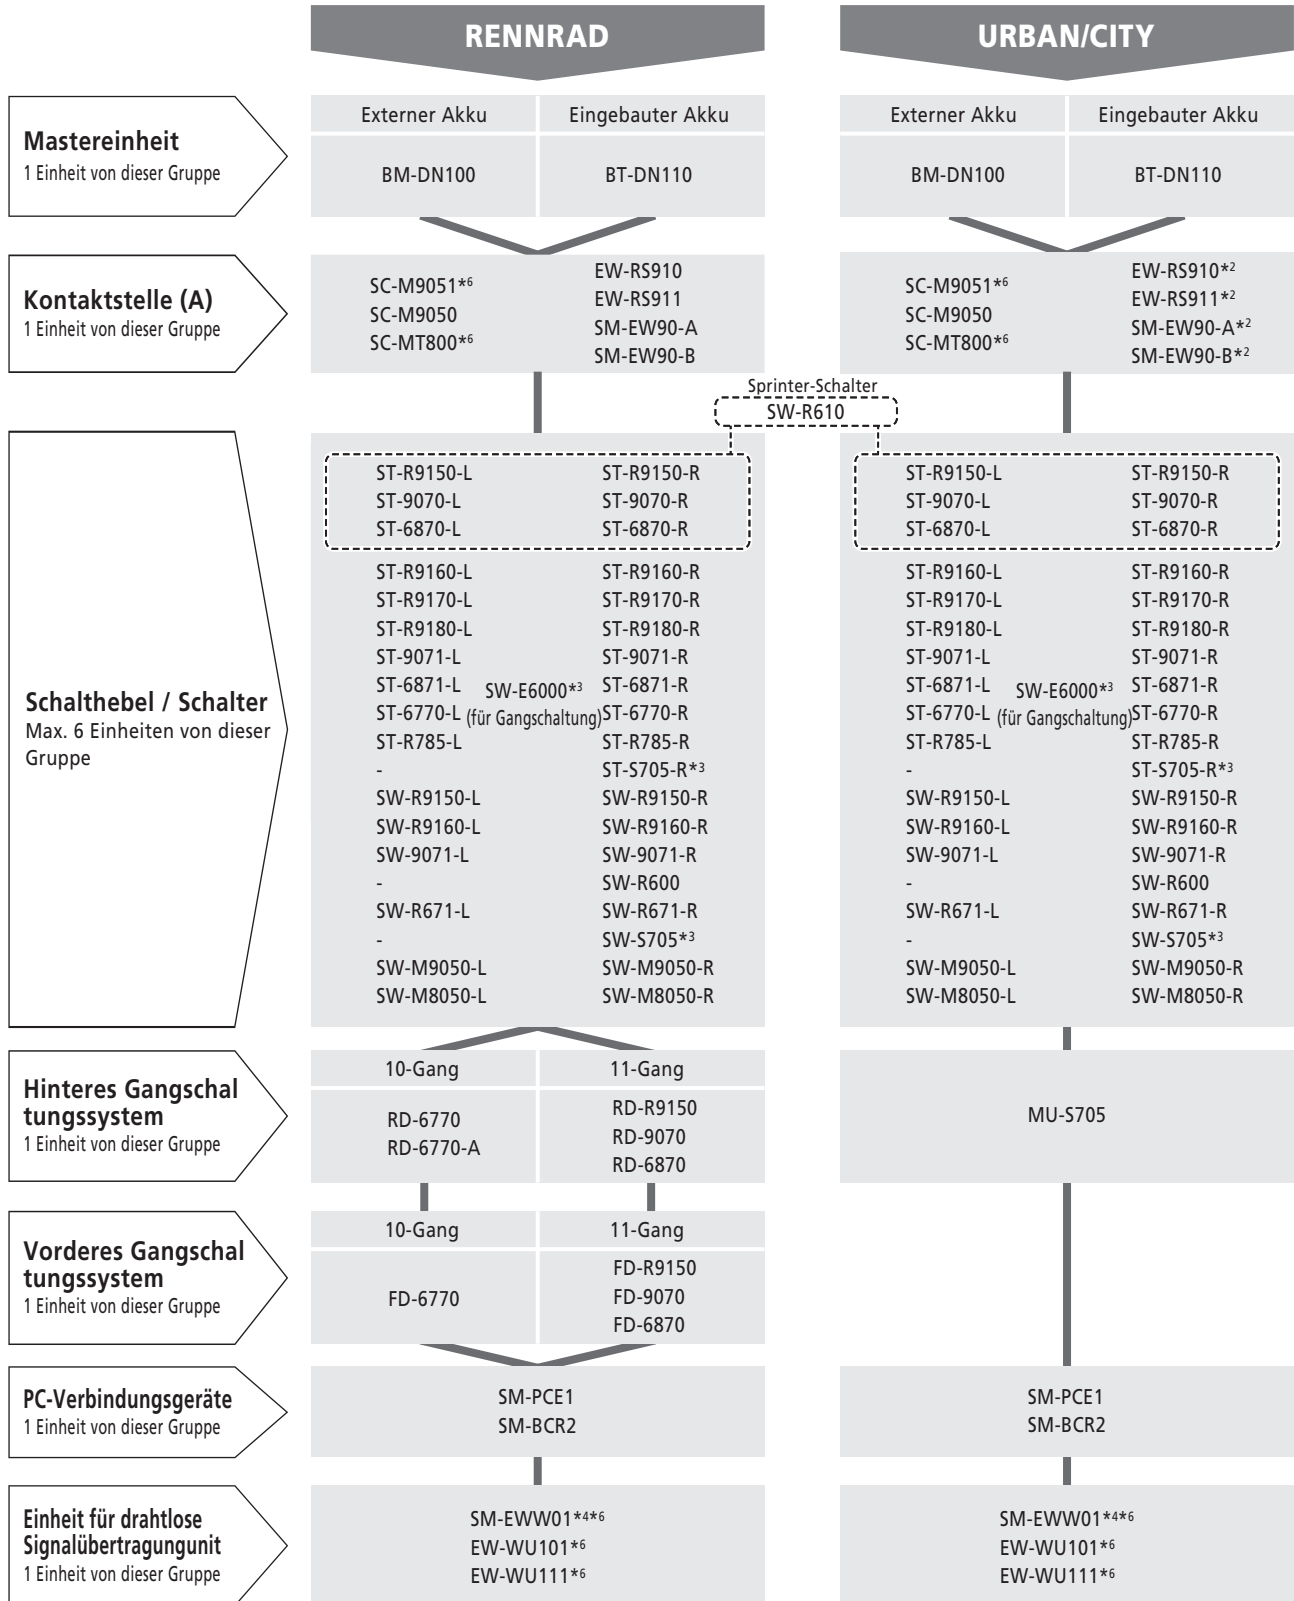 RENNRAD
URBAN/CITY
Mastereinheit
1 Einheit von dieser Gruppe
Externer Akku
Eingebauter Akku
BM-DN100
BT-DN110
Externer Akku
Eingebauter Akku
BM-DN100
BT-DN110
Kontaktstelle (A)
1 Einheit von dieser Gruppe
SC-M9051*6
SC-M9050
SC-MT800*6
EW-RS910
EW-RS911
SM-EW90-A
SM-EW90-B
SC-M9051*6
SC-M9050
SC-MT800*6
EW-RS910*2
EW-RS911*2
SM-EW90-A*2
SM-EW90-B*2
Sprinter-Schalter
SW-R610
Schalthebel / Schalter
Max. 6 Einheiten von dieser
Gruppe
ST-R9150-L
ST-9070-L
ST-6870-L
ST-R9160-L
ST-R9170-L
ST-R9180-L
ST-9071-L
ST-6871-L
ST-6770-L
ST-R785-L
-
SW-R9150-L
SW-R9160-L
SW-9071-L
-
SW-R671-L
-
SW-M9050-L
SW-M8050-L
SW-E6000*3
(für Gangschaltung)
ST-R9150-R
ST-9070-R
ST-6870-R
ST-R9160-R
ST-R9170-R
ST-R9180-R
ST-9071-R
ST-6871-R
ST-6770-R
ST-R785-R
ST-S705-R*3
SW-R9150-R
SW-R9160-R
SW-9071-R
SW-R600
SW-R671-R
SW-S705*3
SW-M9050-R
SW-M8050-R
ST-R9150-L
ST-9070-L
ST-6870-L
ST-R9160-L
ST-R9170-L
ST-R9180-L
ST-9071-L
ST-6871-L
ST-6770-L
ST-R785-L
-
SW-R9150-L
SW-R9160-L
SW-9071-L
-
SW-R671-L
-
SW-M9050-L
SW-M8050-L
SW-E6000*3
(für Gangschaltung)
ST-R9150-R
ST-9070-R
ST-6870-R
ST-R9160-R
ST-R9170-R
ST-R9180-R
ST-9071-R
ST-6871-R
ST-6770-R
ST-R785-R
ST-S705-R*3
SW-R9150-R
SW-R9160-R
SW-9071-R
SW-R600
SW-R671-R
SW-S705*3
SW-M9050-R
SW-M8050-R
Hinteres Gangschal
tungssystem
1 Einheit von dieser Gruppe
10-Gang
11-Gang
RD-6770
RD-6770-A
RD-R9150
RD-9070
RD-6870
MU-S705
Vorderes Gangschal
tungssystem
1 Einheit von dieser Gruppe
10-Gang
11-Gang
FD-6770
FD-R9150
FD-9070
FD-6870
PC-Verbindungsgeräte
1 Einheit von dieser Gruppe
SM-PCE1
SM-BCR2
SM-PCE1
SM-BCR2
Einheit für drahtlose
Signalübertragungunit
1 Einheit von dieser Gruppe
SM-EWW01*4*6
EW-WU101*6
EW-WU111*6
SM-EWW01*4*6
EW-WU101*6
EW-WU111*6